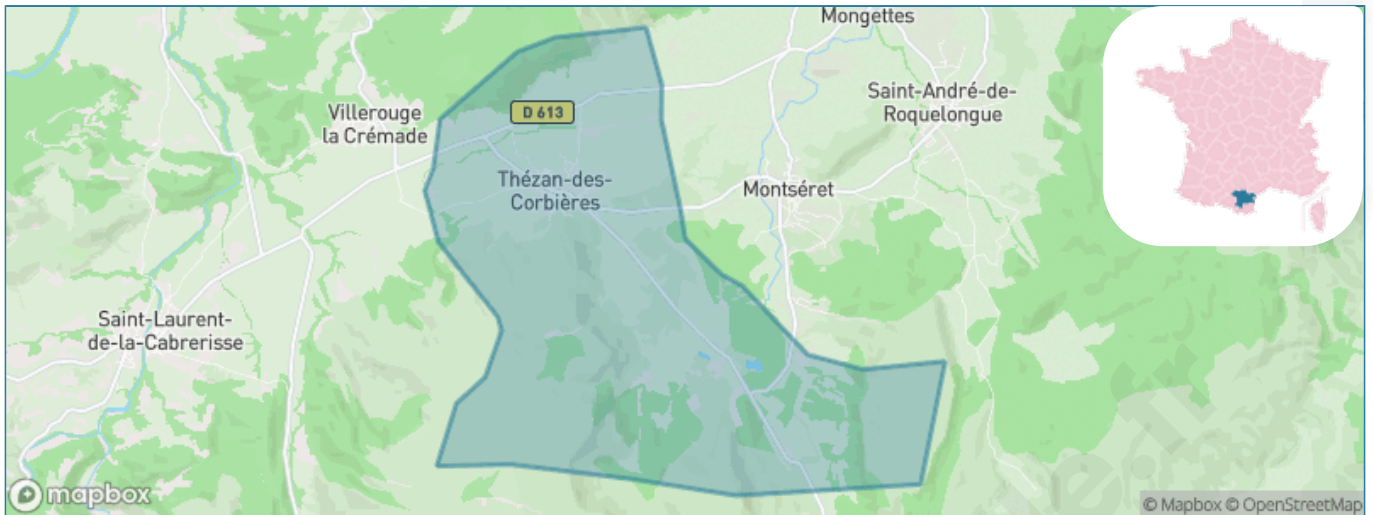 Mongettes
Saint-André-de-
Roquelongue
Villerouge
la Crémade
D 613
Thézan-des-
Corbières
Montséret
Saint-Laurent-
de-la-Cabrerisse
mapbox
© Mapbox © OpenStreetMap